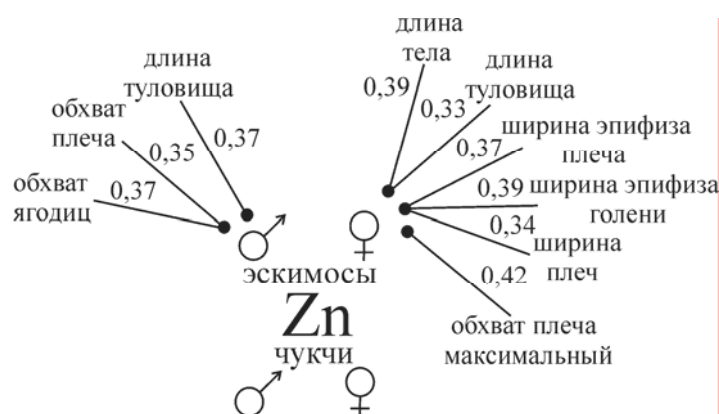 длина
туловища
0,37
обхват
плеча
0,35
обхват
ягодиц
0,37
длина
тела
0,39
длина
туловища
0,33
ширина эпифиза
плеча
0,37
ширина эпифиза
голени
0,39
ширина
плеч
0,34
обхват плеча
максимальный
0,42
♂
♀
эскимосы
Zn
чукчи
♂
♀